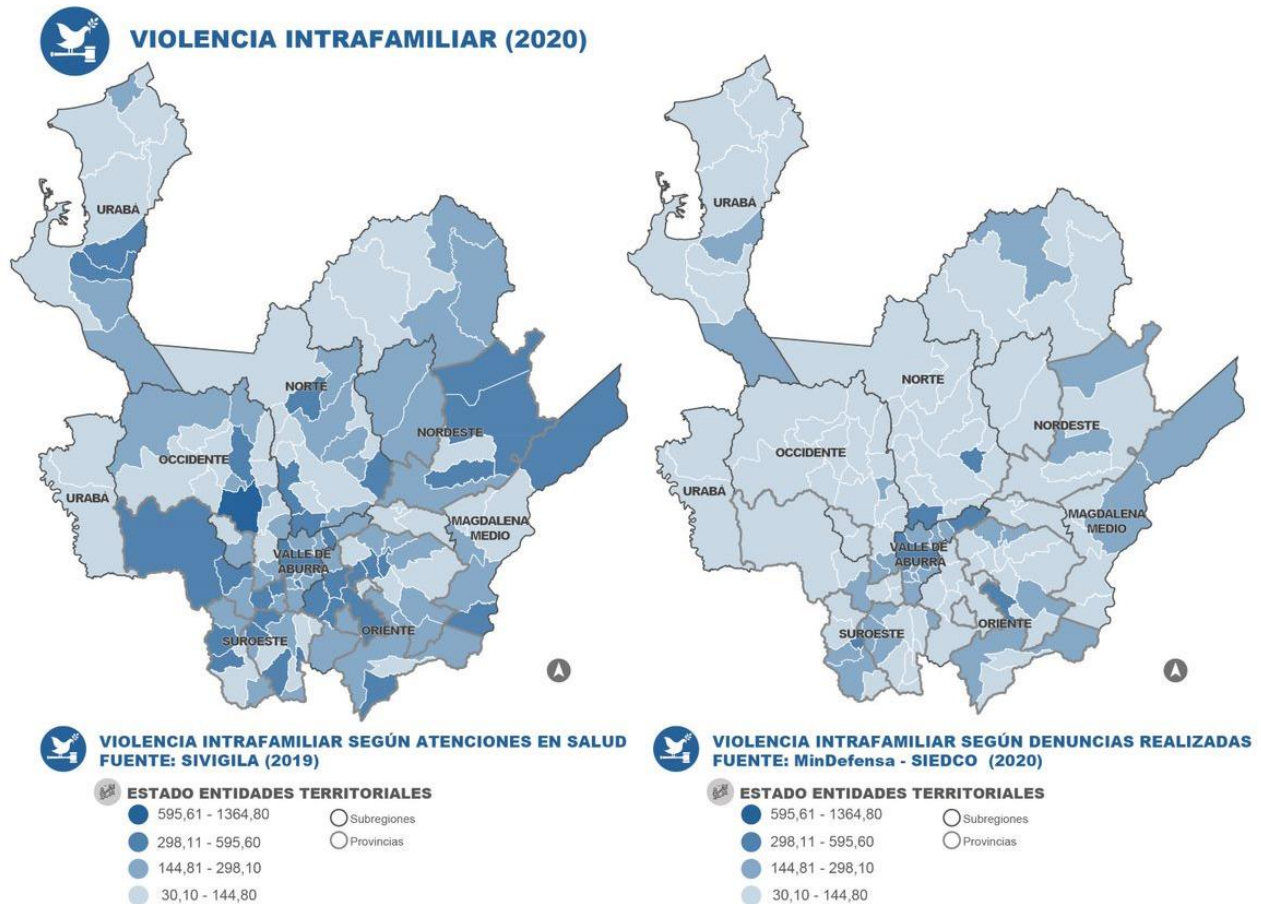 VIOLENCIA INTRAFAMILIAR (2020)
URABÁ
NORTE
NORDESTE
OCCIDENTE
URABÁ
MAGDALENA
MEDIO
VALLE DE
ABURRÁ
SUROESTE
ORIENTE
URABÁ
NORTE
NORDESTE
OCCIDENTE
URABÁ
MAGDALENA
MEDIO
VALLE DE
ABURRÁ
SUROESTE
ORIENTE
VIOLENCIA INTRAFAMILIAR SEGÚN ATENCIONES EN SALUD
FUENTE: SIVIGILA (2019)
ESTADO ENTIDADES TERRITORIALES
595,61 - 1364,80
Subregiones
298,11 - 595,60
Provincias
144,81 - 298,10
30,10 - 144,80
VIOLENCIA INTRAFAMILIAR SEGÚN DENUNCIAS REALIZADAS
FUENTE: MinDefensa - SIEDCO (2020)
ESTADO ENTIDADES TERRITORIALES
595,61 - 1364,80
Subregiones
298,11 - 595,60
Provincias
144,81 - 298,10
30,10 - 144,80